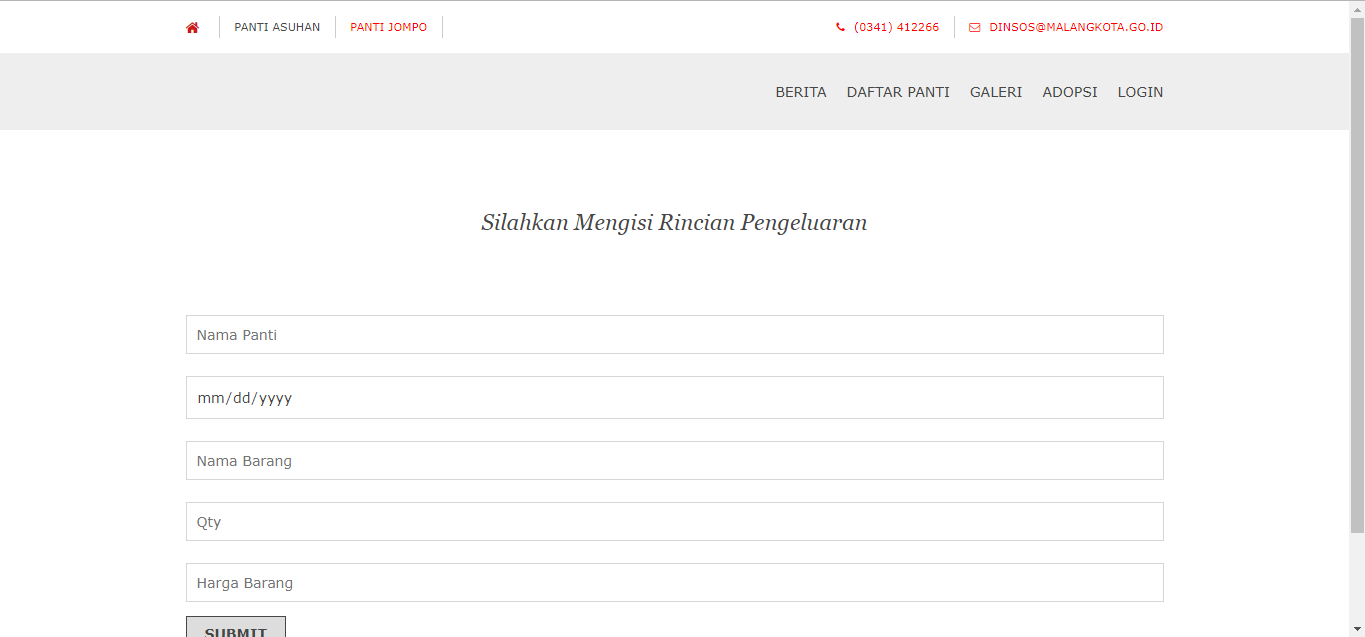 PANTI ASUHAN PANTI JOMPO (0341) 412266 DINSOS@MALANGKOTA.GO.ID
BERITA DAFTAR PANTI GALERI ADOPSI LOGIN
Silahkan Mengisi Rincian Pengeluaran
Nama Panti
mm/dd/yyyy
Nama Barang
Qty
Harga Barang
SUBMIT